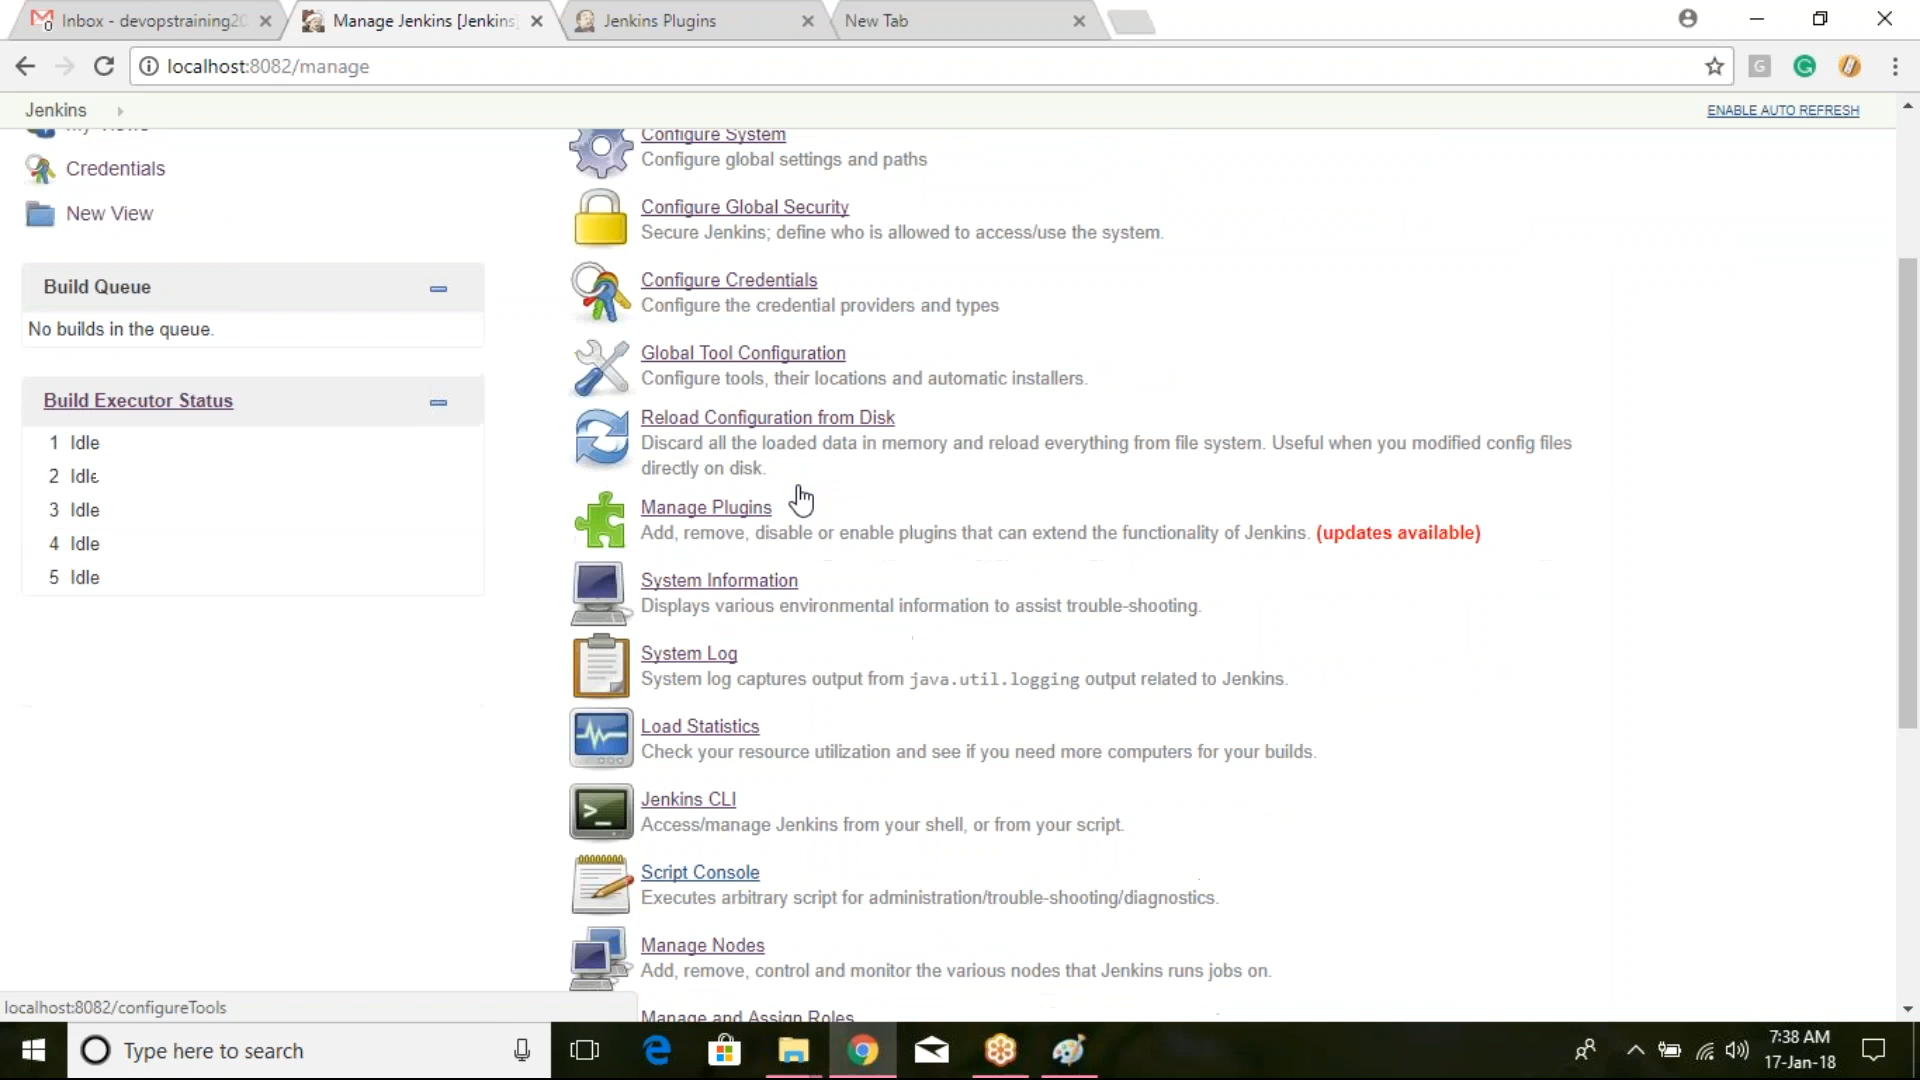 Inbox - devopstraining20
Manage Jenkins [Jenkins]
Jenkins Plugins
New Tab
localhost:8082/manage
Jenkins
ENABLE AUTO REFRESH
Credentials
New View
Build Queue
No builds in the queue.
Build Executor Status
1 Idle
2 Idle
3 Idle
4 Idle
5 Idle
Configure System
Configure global settings and paths
Configure Global Security
Secure Jenkins; define who is allowed to access/use the system.
Configure Credentials
Configure the credential providers and types
Global Tool Configuration
Configure tools, their locations and automatic installers.
Reload Configuration from Disk
Discard all the loaded data in memory and reload everything from file system. Useful when you modified config files
directly on disk.
Manage Plugins
Add, remove, disable or enable plugins that can extend the functionality of Jenkins. (updates available)
System Information
Displays various environmental information to assist trouble-shooting.
System Log
System log captures output from java.util.logging output related to Jenkins.
Load Statistics
Check your resource utilization and see if you need more computers for your builds.
Jenkins CLI
Access/manage Jenkins from your shell, or from your script.
Script Console
Executes arbitrary script for administration/trouble-shooting/diagnostics.
Manage Nodes
Add, remove, control and monitor the various nodes that Jenkins runs jobs on.
Manage and Assign Roles
localhost:8082/configureTools
Type here to search
7:38 AM
17-Jan-18